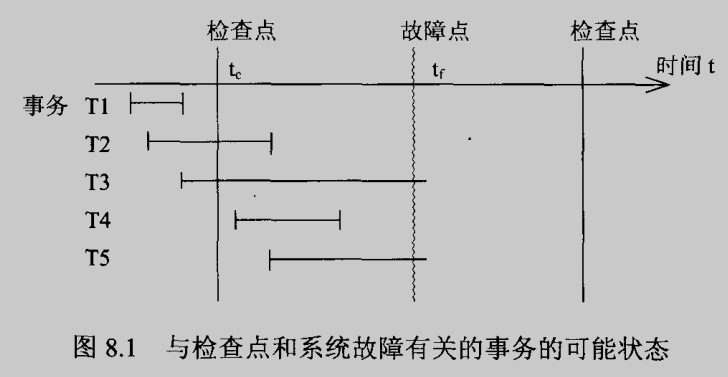 检查点 故障点 检查点
tc tf 时间 t
事务 T1
T2
T3
T4
T5
图 8.1 与检查点和系统故障有关的事务的可能状态